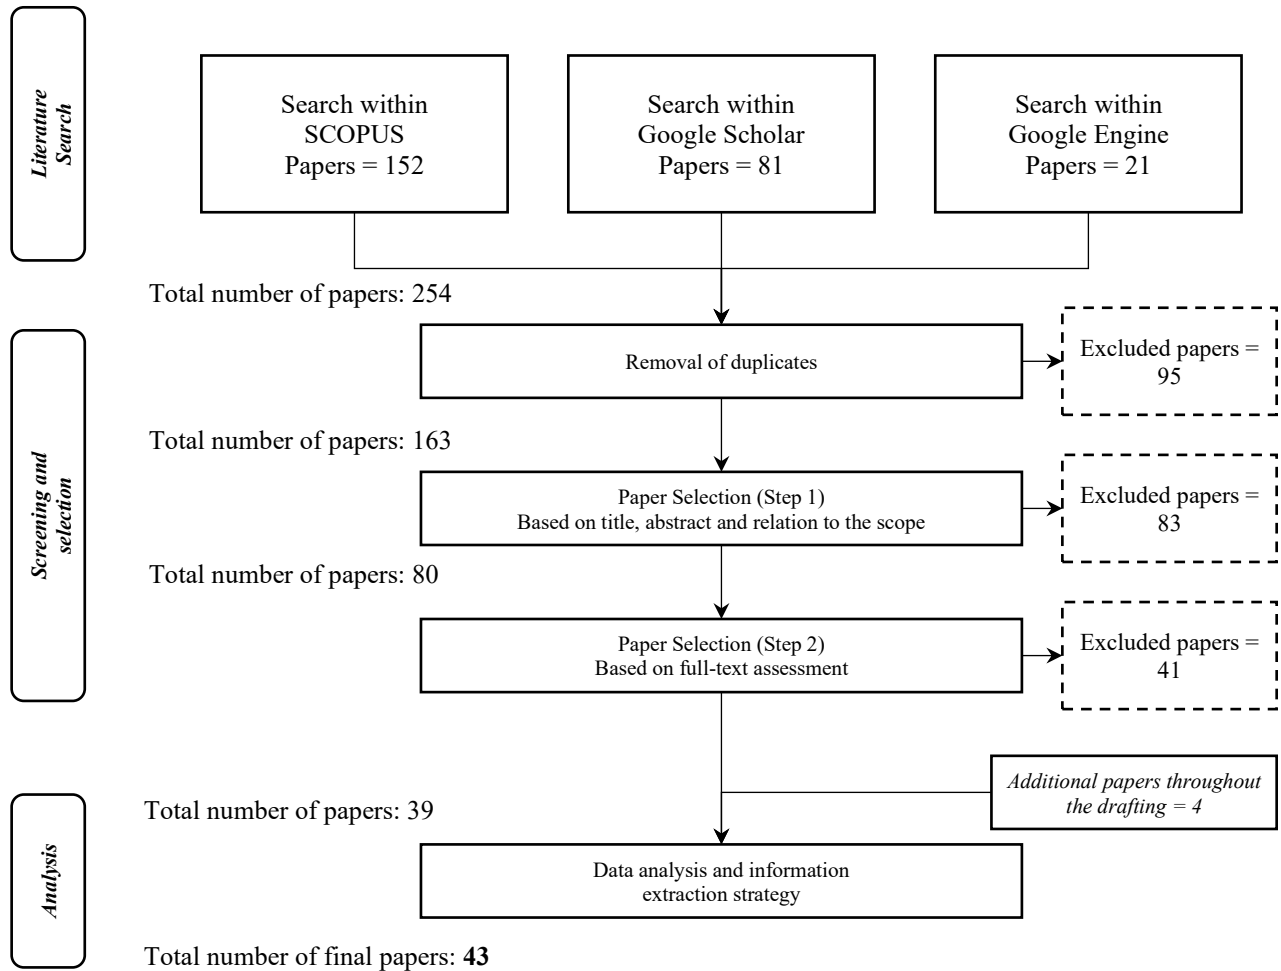 Literature
Search
Search within
SCOPUS
Papers = 152
Search within
Google Scholar
Papers = 81
Search within
Google Engine
Papers = 21
Total number of papers: 254
Screening and
selection
Removal of duplicates
Excluded papers =
95
Total number of papers: 163
Paper Selection (Step 1)
Based on title, abstract and relation to the scope
Excluded papers =
83
Total number of papers: 80
Paper Selection (Step 2)
Based on full-text assessment
Excluded papers =
41
Additional papers throughout
the drafting = 4
Analysis
Total number of papers: 39
Data analysis and information
extraction strategy
Total number of final papers: 43